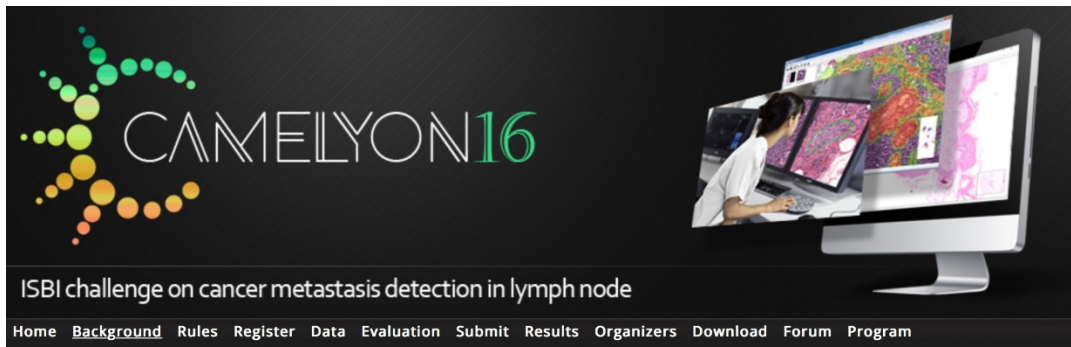 CAMELYON16
ISBI challenge on cancer metastasis detection in lymph node
Home Background Rules Register Data Evaluation Submit Results Organizers Download Forum Program